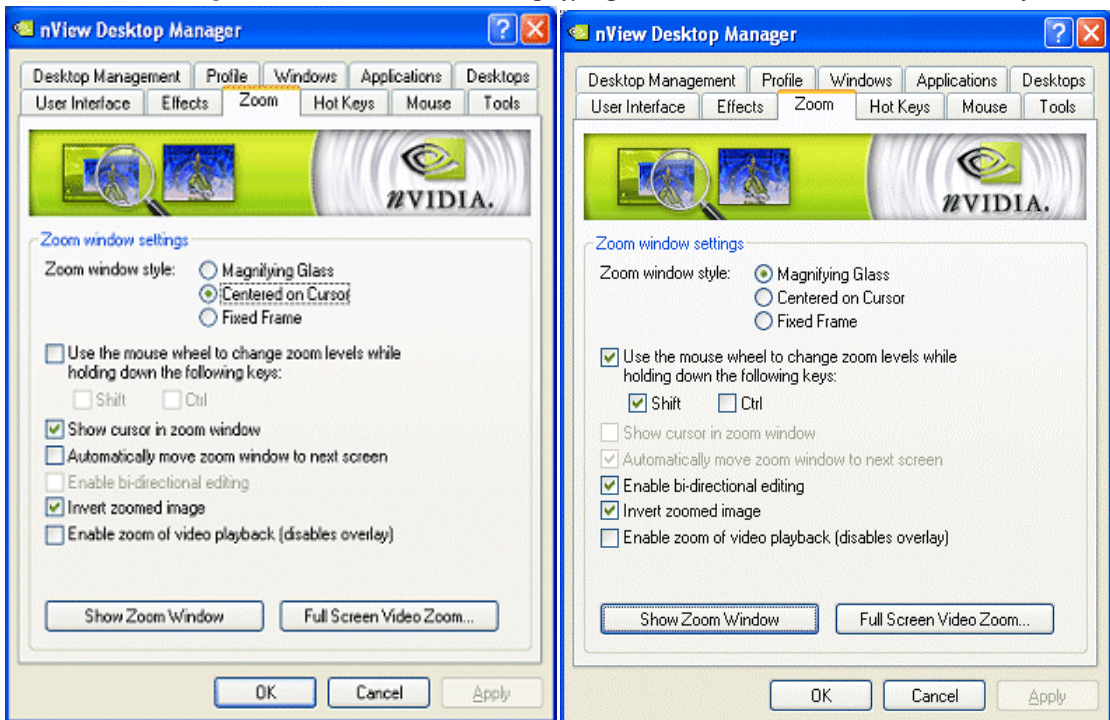 nView Desktop Manager
Desktop Management Profile Windows Applications Desktops
User Interface Effects Zoom Hot Keys Mouse Tools
nVIDIA.
Zoom window settings
Zoom window style: Magnifying Glass
Centered on Cursor
Fixed Frame
Use the mouse wheel to change zoom levels while
holding down the following keys:
Shift Ctrl
Show cursor in zoom window
Automatically move zoom window to next screen
Enable bi-directional editing
Invert zoomed image
Enable zoom of video playback (disables overlay)
Show Zoom Window Full Screen Video Zoom...
OK Cancel Apply
nView Desktop Manager
Desktop Management Profile Windows Applications Desktops
User Interface Effects Zoom Hot Keys Mouse Tools
nVIDIA.
Zoom window settings
Zoom window style: Magnifying Glass
Centered on Cursor
Fixed Frame
Use the mouse wheel to change zoom levels while
holding down the following keys:
Shift Ctrl
Show cursor in zoom window
Automatically move zoom window to next screen
Enable bi-directional editing
Invert zoomed image
Enable zoom of video playback (disables overlay)
Show Zoom Window Full Screen Video Zoom...
OK Cancel Apply